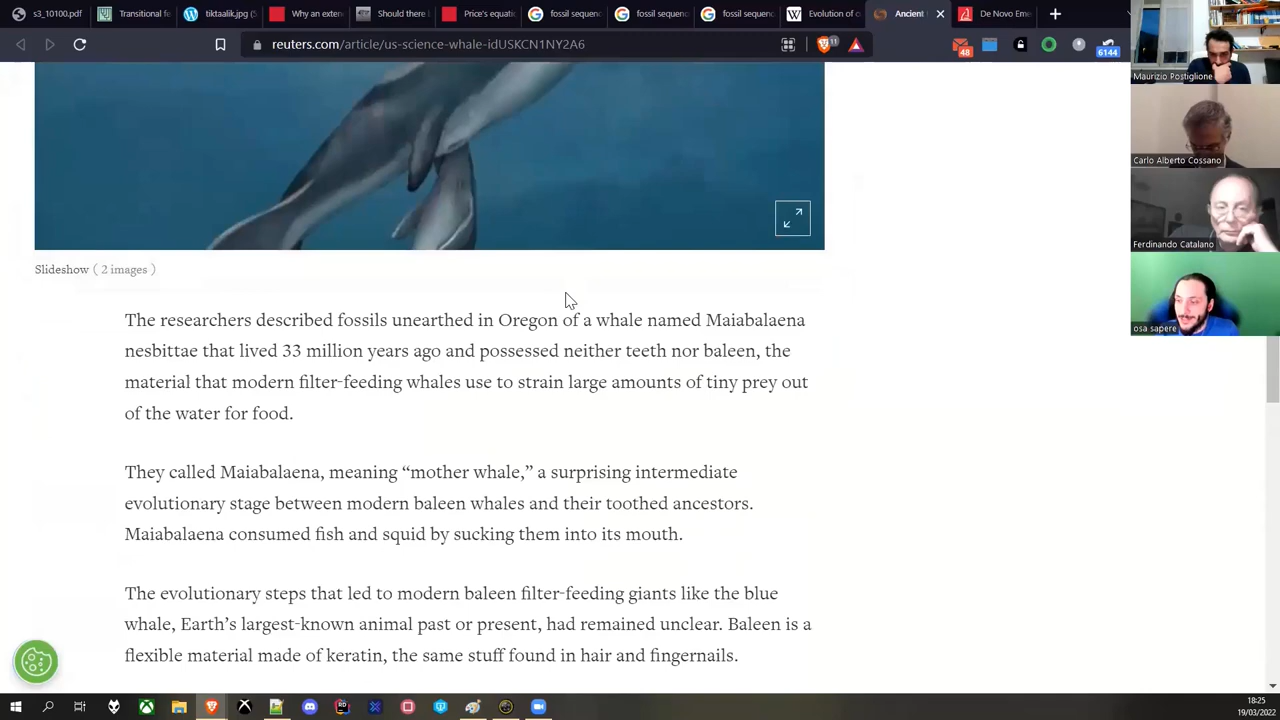 s3_10100.pdf
Transitional fe
tiktaalik.jpg (5
Why an exten
Should there
Price's equati
fossil sequenc
fossil sequenc
fossil sequenc
Evolution of c
Ancient
De Novo Eme
reuters.com/article/us-science-whale-idUSKCN1NY2A6
11
48
6144
Maurizio Postiglione
Carlo Alberto Cossano
Ferdinando Catalano
osa sapere
Slideshow ( 2 images )
The researchers described fossils unearthed in Oregon of a whale named Maiabalaena
nesbittae that lived 33 million years ago and possessed neither teeth nor baleen, the
material that modern filter-feeding whales use to strain large amounts of tiny prey out
of the water for food.
They called Maiabalaena, meaning “mother whale,” a surprising intermediate
evolutionary stage between modern baleen whales and their toothed ancestors.
Maiabalaena consumed fish and squid by sucking them into its mouth.
The evolutionary steps that led to modern baleen filter-feeding giants like the blue
whale, Earth’s largest-known animal past or present, had remained unclear. Baleen is a
flexible material made of keratin, the same stuff found in hair and fingernails.
18:25
19/03/2022